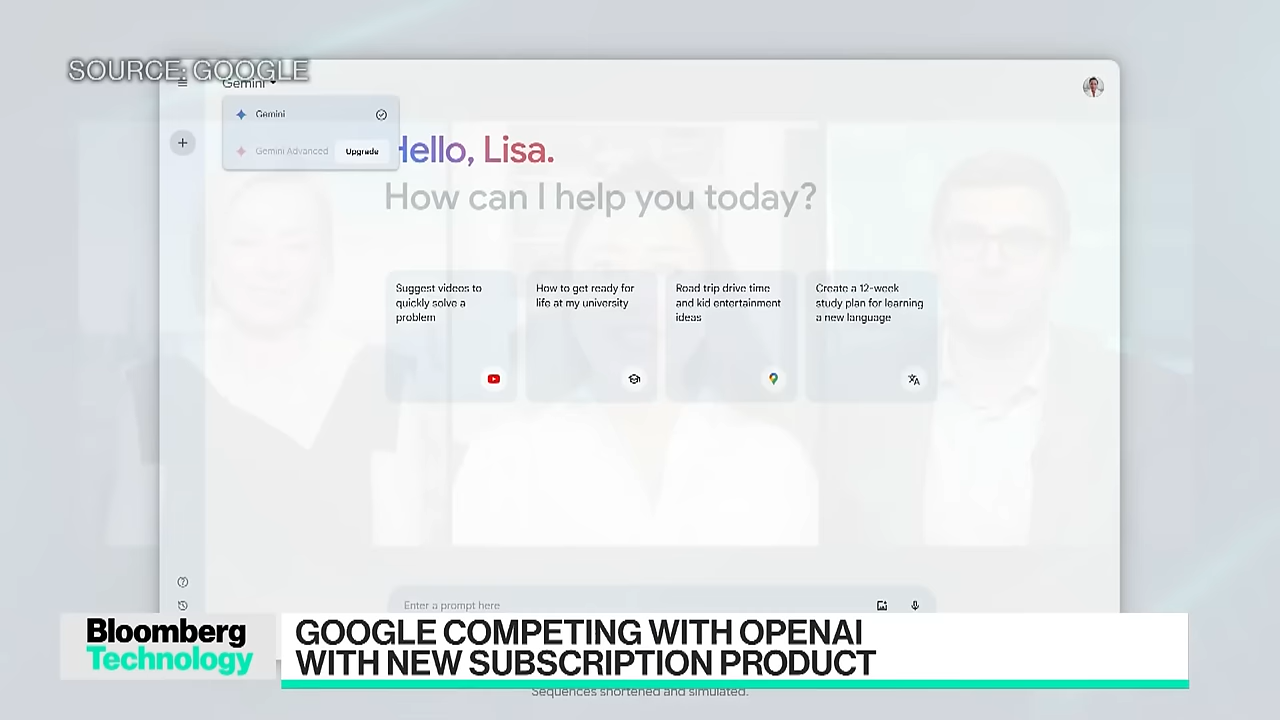 SOURCE: GOOGLE
Gemini
Gemini
Gemini Advanced
Upgrade
Hello, Lisa.
How can I help you today?
Suggest videos to
quickly solve a
problem
How to get ready for
life at my university
Road trip drive time
and kid entertainment
ideas
Create a 12-week
study plan for learning
a new language
Enter a prompt here
Bloomberg
Technology
GOOGLE COMPETING WITH OPENAI
WITH NEW SUBSCRIPTION PRODUCT
Sequences shortened and simulated.